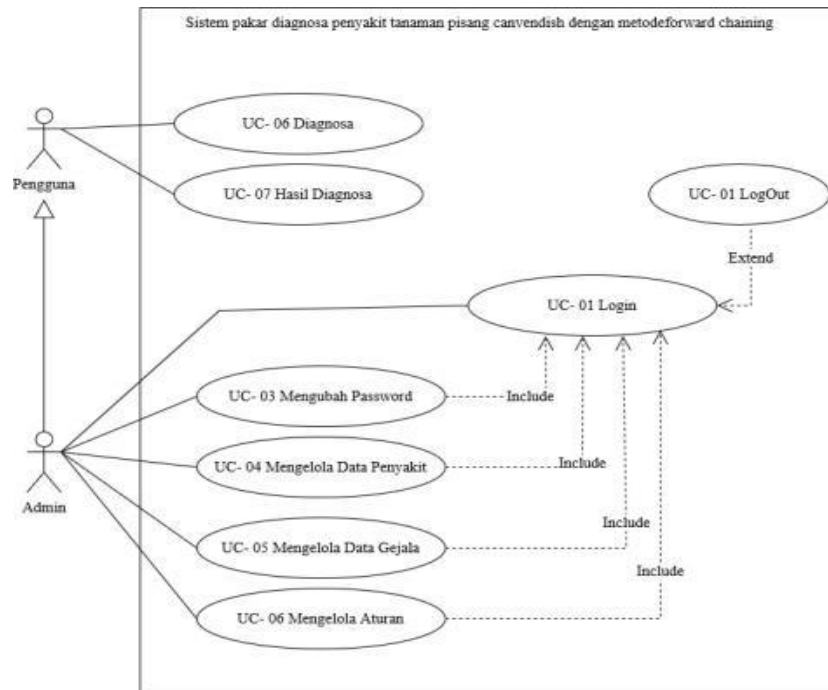 Sistem pakar diagnosa penyakit tanaman pisang canvendish dengan metodeforward chaining
UC- 06 Diagnosa
Pengguna
UC- 07 Hasil Diagnosa
UC- 01 LogOut
Extend
UC- 01 Login
UC- 03 Mengubah Password
Include
UC- 04 Mengelola Data Penyakit
Include
Admin
UC- 05 Mengelola Data Gejala
Include
Include
UC- 06 Mengelola Aturan